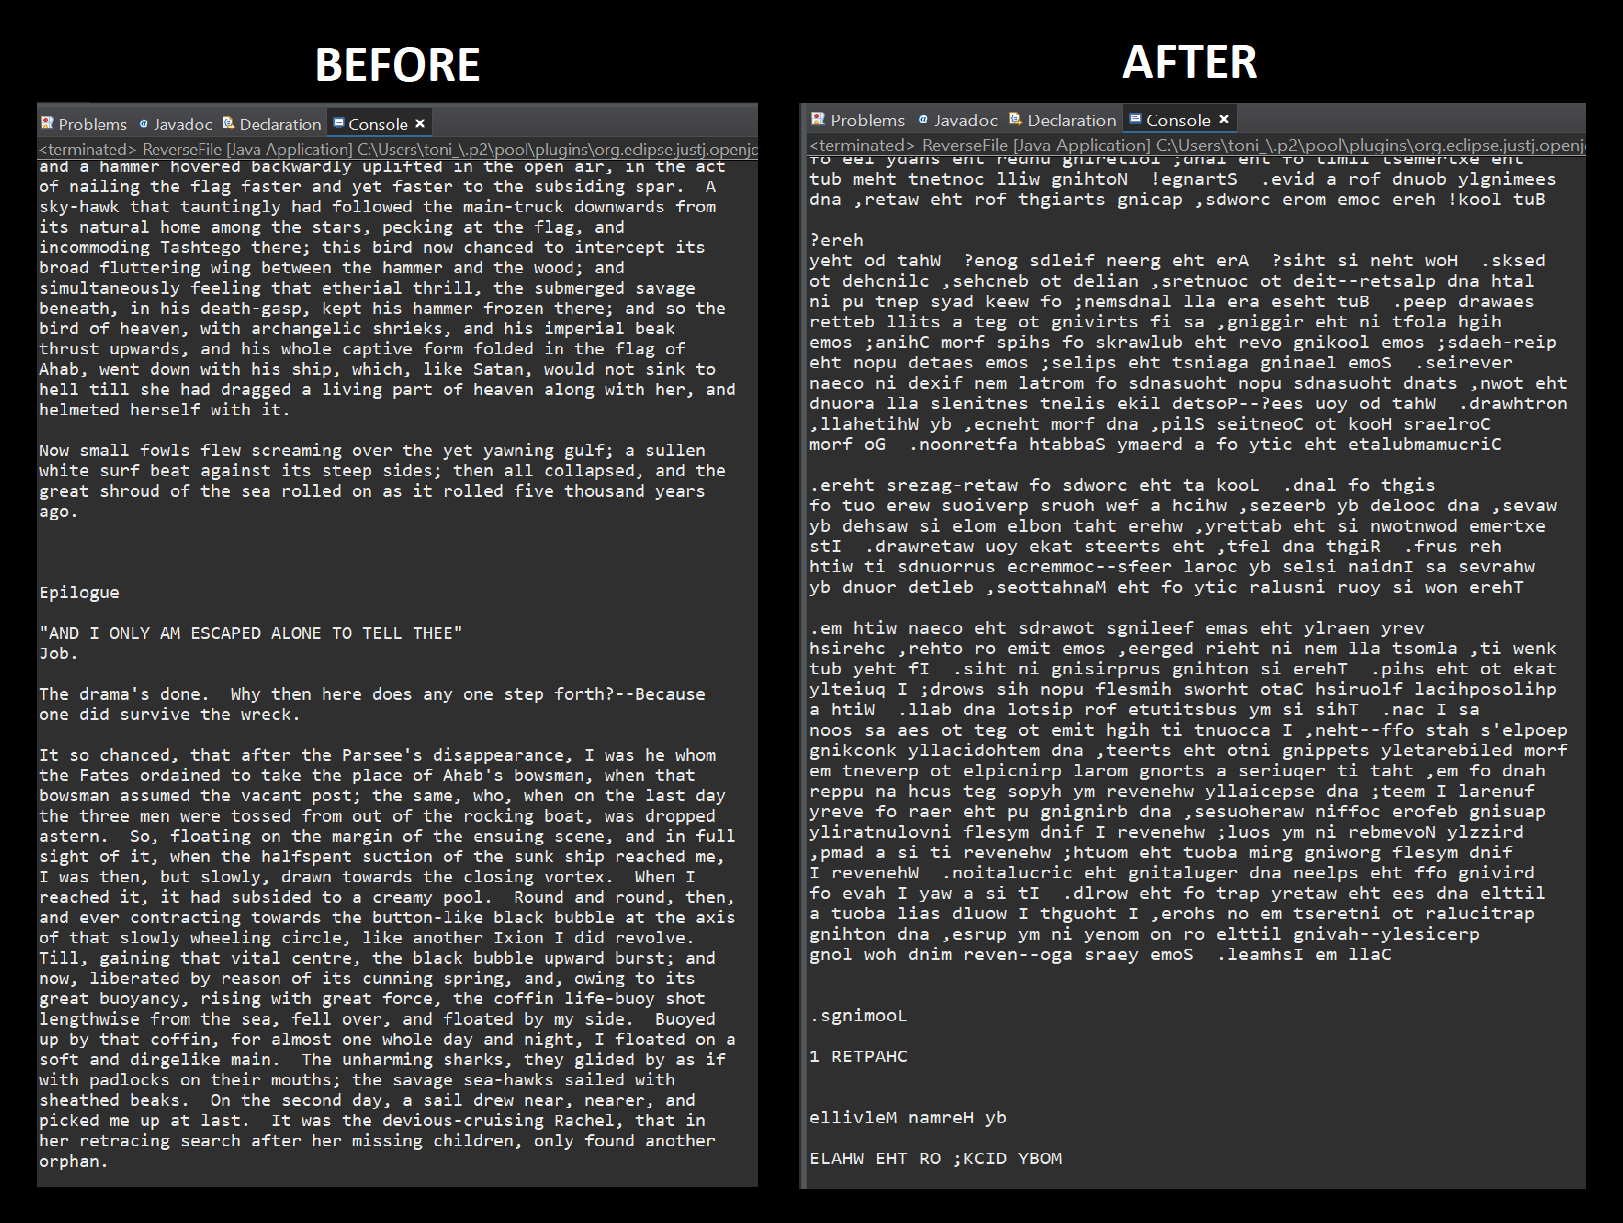 BEFORE
Problems Javadoc Declaration Console
<terminated> ReverseFile [Java Application] C:\Users\toni_\.p2\pool\plugins\org.eclipse.justj.openjd
and a hammer hovered backwardly uplifted in the open air, in the act
of nailing the flag faster and yet faster to the subsiding spar.  A
sky-hawk that tauntingly had followed the main-truck downwards from
its natural home among the stars, pecking at the flag, and
incommoding Tashtego there; this bird now chanced to intercept its
broad fluttering wing between the hammer and the wood; and
simultaneously feeling that etherial thrill, the submerged savage
beneath, in his death-gasp, kept his hammer frozen there; and so the
bird of heaven, with archangelic shrieks, and his imperial beak
thrust upwards, and his whole captive form folded in the flag of
Ahab, went down with his ship, which, like Satan, would not sink to
hell till she had dragged a living part of heaven along with her, and
helmeted herself with it.
Now small fowls flew screaming over the yet yawning gulf; a sullen
white surf beat against its steep sides; then all collapsed, and the
great shroud of the sea rolled on as it rolled five thousand years
ago.
Epilogue
"AND I ONLY AM ESCAPED ALONE TO TELL THEE"
Job.
The drama's done.  Why then here does any one step forth?--Because
one did survive the wreck.
It so chanced, that after the Parsee's disappearance, I was he whom
the Fates ordained to take the place of Ahab's bowsman, when that
bowsman assumed the vacant post; the same, who, when on the last day
the three men were tossed from out of the rocking boat, was dropped
astern.  So, floating on the margin of the ensuing scene, and in full
sight of it, when the halfspent suction of the sunk ship reached me,
I was then, but slowly, drawn towards the closing vortex.  When I
reached it, it had subsided to a creamy pool.  Round and round, then,
and ever contracting towards the button-like black bubble at the axis
of that slowly wheeling circle, like another Ixion I did revolve.
Till, gaining that vital centre, the black bubble upward burst; and
now, liberated by reason of its cunning spring, and, owing to its
great buoyancy, rising with great force, the coffin life-buoy shot
lengthwise from the sea, fell over, and floated by my side.  Buoyed
up by that coffin, for almost one whole day and night, I floated on a
soft and dirgelike main.  The unharming sharks, they glided by as if
with padlocks on their mouths; the savage sea-hawks sailed with
sheathed beaks.  On the second day, a sail drew near, nearer, and
picked me up at last.  It was the devious-cruising Rachel, that in
her retracing search after her missing children, only found another
orphan.
AFTER
Problems Javadoc Declaration Console
<terminated> ReverseFile [Java Application] C:\Users\toni_\.p2\pool\plugins\org.eclipse.justj.openj
fo eel ydahs eht rednu gniretiol ;dnal eht fo timil tsemertxe eht
tub meht tnetnoc lliw gnihtoN  !egnartS  .evid a rof dnuob ylgnimees
dna ,retaw eht rof thgiarts gnicap ,sdworc erom emoc ereh !kool tuB
?ereh
yeht od tahW  ?enog sdleif neerg eht erA  ?siht si neht woH  .sksed
ot dehcnilc ,sehcneb ot delian ,sretnuoc ot deit--retsalp dna htal
ni pu tnep syad keew fo ;nemsdnal lla era eseht tuB  .peep drawaes
retteb llits a teg ot gnivirts fi sa ,gniggir eht ni tfola hgih
emos ;anihC morf spihs fo skrawlub eht revo gnikool emos ;sdaeh-reip
eht nopu detaes emos ;selips eht tsniaga gninael emoS  .seirever
naeco ni dexif nem latrom fo sdnasuoht nopu sdnasuoht dnats ,nwot eht
dnuora lla slenitnes tnelis ekil detsoP--?ees uoy od tahW  .drawhtron
,llahetihW yb ,ecneht morf dna ,pilS seitneoC ot kooH sraelroC
morf oG  .noonretfa htabbaS ymaerd a fo ytic eht etalubmamucriC
.ereht srezag-retaw fo sdworc eht ta kooL  .dnal fo thgis
fo tuo erew suoiverp sruoh wef a hcihw ,sezeerb yb delooc dna ,sevaw
yb dehsaw si elom elbon taht erehw ,yrettab eht si nwotnwod emertxe
stI  .drawretaw uoy ekat steerts eht ,tfel dna thgiR  .frus reh
htiw ti sdnuorrus ecremmoc--sfeer laroc yb selsi naidnI sa sevrahw
yb dnuor detleb ,seottahnaM eht fo ytic ralusni ruoy si won erehT
.em htiw naeco eht sdrawot sgnileef emas eht ylraen yrev
hsirehc ,rehto ro emit emos ,eerged rieht ni nem lla tsomla ,ti wenk
tub yeht fI  .siht ni gnisirprus gnihton si erehT  .pihs eht ot ekat
ylteiuq I ;drows sih nopu flesmih sworht otaC hsiruolf lacihposolihp
a htiW  .llab dna lotsip rof etutitsbus ym si sihT  .nac I sa
noos sa aes ot teg ot emit hgih ti tnuocca I ,neht--ffo stah s'elpoep
gnikconk yllacidohtem dna ,teerts eht otni gnippets yletarebiled morf
em tneverp ot elpicnirp larom gnorts a seriuqer ti taht ,em fo dnah
reppu na hcus teg sopyh ym revenehw yllaicepse dna ;teem I larenuf
yreve fo raer eht pu gnignirb dna ,sesuoheraw niffoc erofeb gnisuap
yliratnulovni flesym dnif I revenehw ;luos ym ni rebmevoN ylzzird
,pmad a si ti revenehw ;htuom eht tuoba mirg gniworg flesym dnif
I revenehW  .noitalucric eht gnitaluger dna neelps eht ffo gnivird
fo evah I yaw a si tI  .dlrow eht fo trap yretaw eht ees dna elttil
a tuoba lias dluow I thguoht I ,erohs no em tseretni ot ralucitrap
gnihton dna ,esrup ym ni yenom on ro elttil gnivah--ylesicerp
gnol woh dnim reven--oga sraey emoS  .leamhsI em llaC
.sgnimooL
1 RETPAHC
ellivleM namreH yb
ELAHW EHT RO ;KCID YBOM